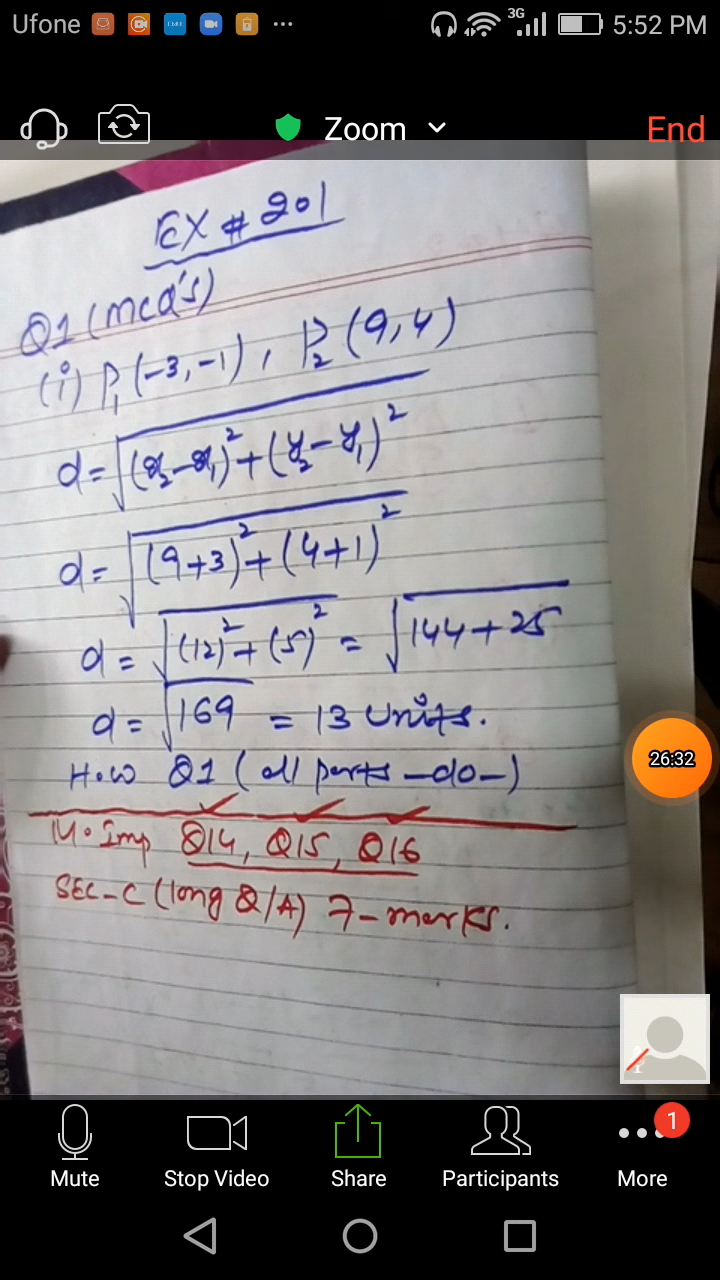 Ufone ... 3G 5:52 PM
Zoom End
EX # 2.1
Q1 (mcq's)
(i) P₁(-3,-1), P₂(9,4)
d=√(x₂-x₁)²+(y₂-y₁)²
d=√(9+3)²+(4+1)²
d=√(12)²+(5)² = √144+25
d=√169 = 13 Units.
26:32
H.W Q1 (all parts -do-)
Imp Q14, Q15, Q16
SEC-C (long Q/A) 7-marks.
Mute Stop Video Share Participants More 1